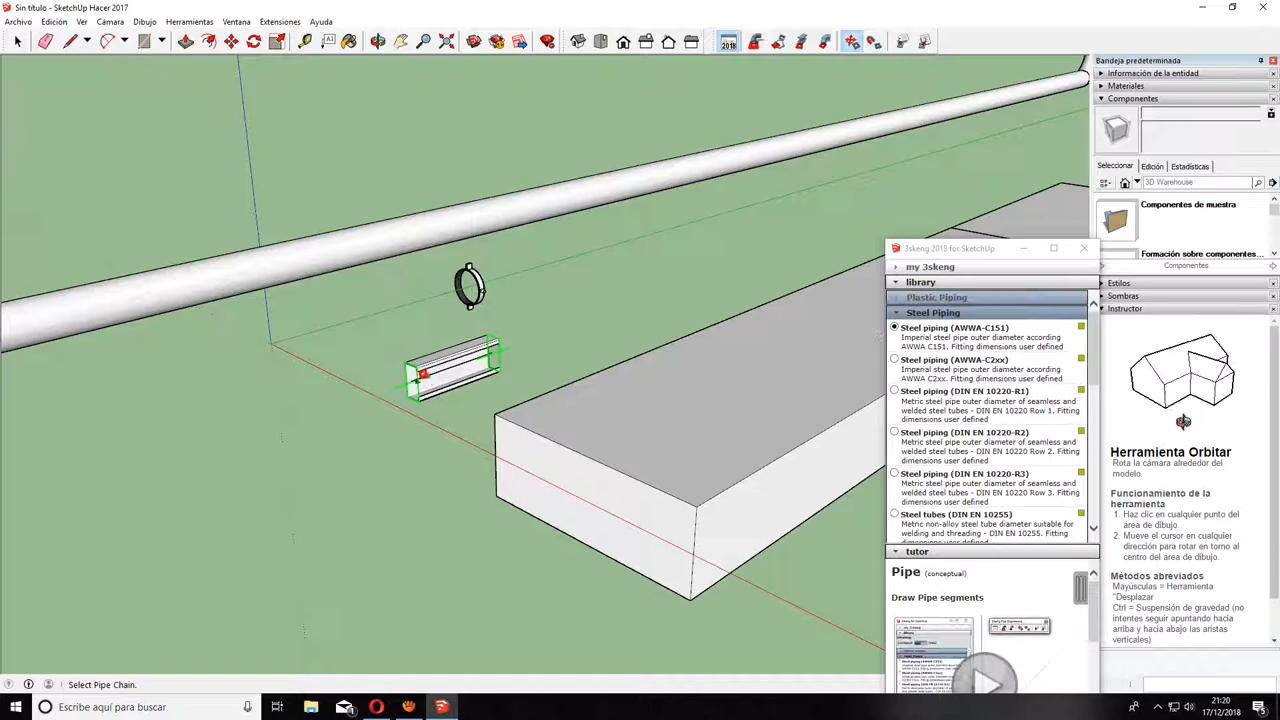 Sin título - SketchUp Hacer 2017
Archivo Edición Ver Cámara Dibujo Herramientas Ventana Extensiones Ayuda
2018
Bandeja predeterminada
Información de la entidad
Materiales
Componentes
Seleccionar Edición Estadísticas
3D Warehouse
Componentes de muestra
Formación sobre componentes...
Componentes
Estilos
Sombras
Instructor
Herramienta Orbitar
Rota la cámara alrededor del
modelo.
Funcionamiento de la
herramienta
1. Haz clic en cualquier punto del
área de dibujo.
2. Mueve el cursor en cualquier
dirección para rotar en torno al
centro del área de dibujo.
Métodos abreviados
Mayúsculas = Herramienta
"Desplazar
Ctrl = Suspensión de gravedad (no
intentes seguir apuntando hacia
arriba y hacia abajo las aristas
verticales)
3skeng 2018 for SketchUp
my 3skeng
library
Plastic Piping
Steel Piping
Steel piping (AWWA-C151)
Imperial steel pipe outer diameter according
AWWA C151. Fitting dimensions user defined
Steel piping (AWWA-C2xx)
Imperial steel pipe outer diameter according
AWWA C2xx. Fitting dimensions user defined
Steel piping (DIN EN 10220-R1)
Metric steel pipe outer diameter of seamless and
welded steel tubes - DIN EN 10220 Row 1. Fitting
dimensions user defined
Steel piping (DIN EN 10220-R2)
Metric steel pipe outer diameter of seamless and
welded steel tubes - DIN EN 10220 Row 2. Fitting
dimensions user defined
Steel piping (DIN EN 10220-R3)
Metric steel pipe outer diameter of seamless and
welded steel tubes - DIN EN 10220 Row 3. Fitting
dimensions user defined
Steel tubes (DIN EN 10255)
Metric non-alloy steel tube diameter suitable for
welding and threading - DIN EN 10255. Fitting
dimensions user defined
tutor
Pipe (conceptual)
Draw Pipe segments
ect Pipe Chain.
Escribe aquí para buscar
21:20
17/12/2018